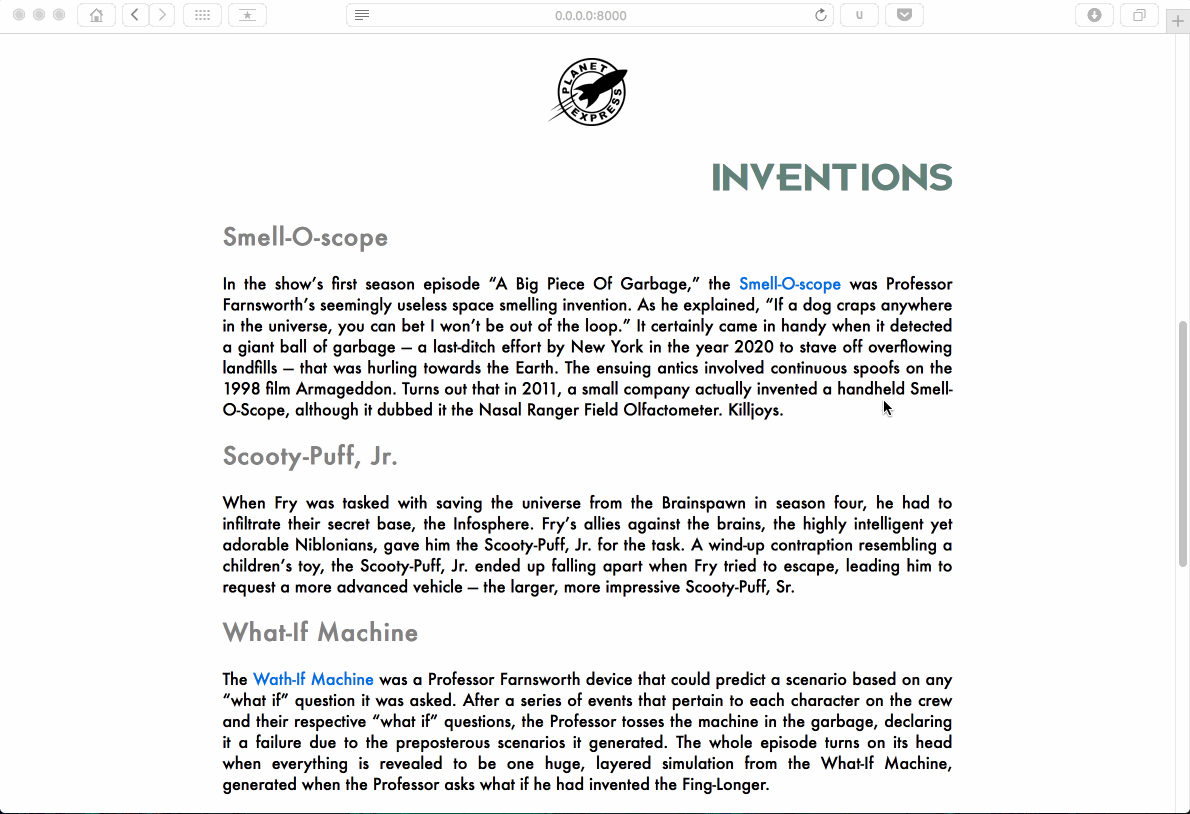 0.0.0.0:8000
u
PLANET
EXPRESS
INVENTIONS
Smell-O-scope
In the show’s first season episode “A Big Piece Of Garbage,” the Smell-O-scope was Professor
Farnsworth’s seemingly useless space smelling invention. As he explained, “If a dog craps anywhere
in the universe, you can bet I won’t be out of the loop.” It certainly came in handy when it detected
a giant ball of garbage — a last-ditch effort by New York in the year 2020 to stave off overflowing
landfills — that was hurling towards the Earth. The ensuing antics involved continuous spoofs on the
1998 film Armageddon. Turns out that in 2011, a small company actually invented a handheld Smell-
O-Scope, although it dubbed it the Nasal Ranger Field Olfactometer. Killjoys.
Scooty-Puff, Jr.
When Fry was tasked with saving the universe from the Brainspawn in season four, he had to
infiltrate their secret base, the Infosphere. Fry’s allies against the brains, the highly intelligent yet
adorable Niblonians, gave him the Scooty-Puff, Jr. for the task. A wind-up contraption resembling a
children’s toy, the Scooty-Puff, Jr. ended up falling apart when Fry tried to escape, leading him to
request a more advanced vehicle — the larger, more impressive Scooty-Puff, Sr.
What-If Machine
The Wath-If Machine was a Professor Farnsworth device that could predict a scenario based on any
“what if” question it was asked. After a series of events that pertain to each character on the crew
and their respective “what if” questions, the Professor tosses the machine in the garbage, declaring
it a failure due to the preposterous scenarios it generated. The whole episode turns on its head
when everything is revealed to be one huge, layered simulation from the What-If Machine,
generated when the Professor asks what if he had invented the Fing-Longer.